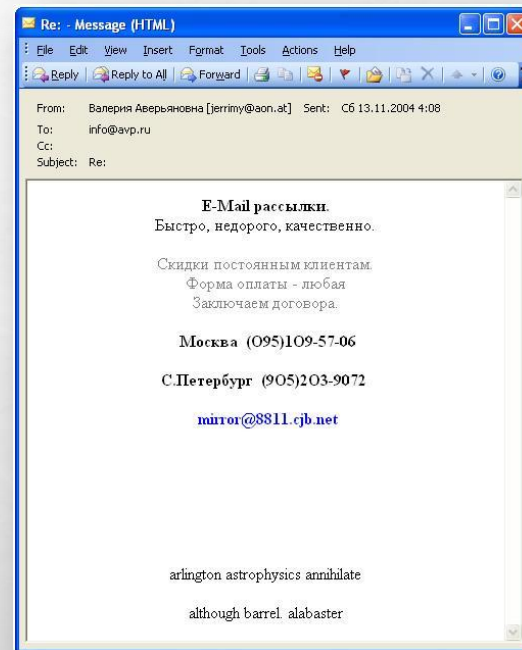 Re: - Message (HTML)
File Edit View Insert Format Tools Actions Help
Reply Reply to All Forward
From: Валерия Аверьяновна [jerrimy@aon.at] Sent: Сб 13.11.2004 4:08
To: info@avp.ru
Cc:
Subject: Re:
E-Mail рассылки.
Быстро, недорого, качественно.
Скидки постоянным клиентам.
Форма оплаты - любая
Заключаем договора.
Москва (O95)1O9-57-06
С.Петербург (9O5)2O3-9072
mirror@8811.cjb.net
arlington astrophysics annihilate
although barrel. alabaster